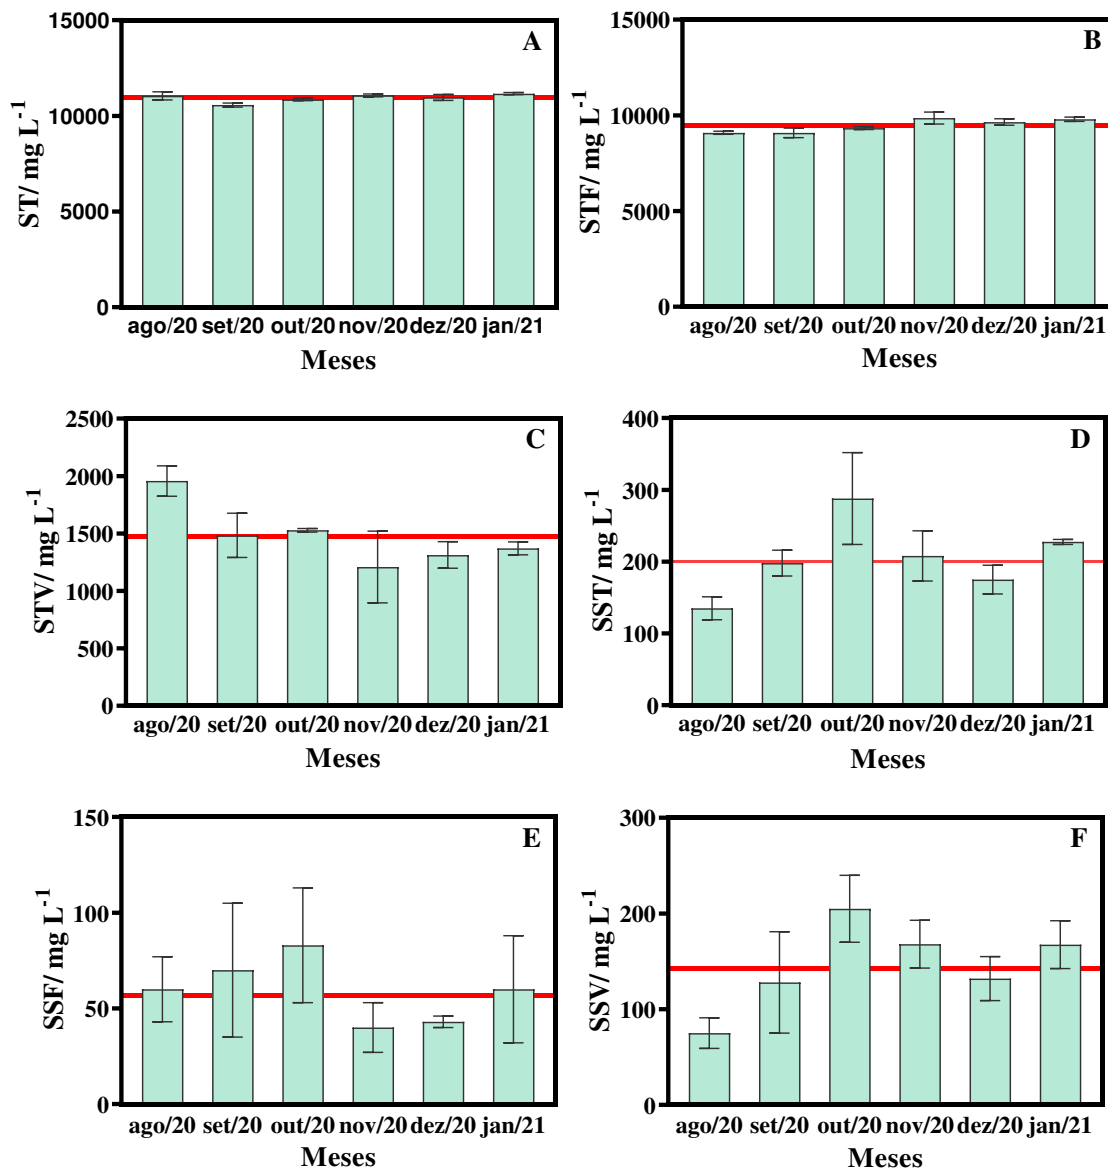 A
ST/ mg L-1
15000
10000
5000
0
ago/20 set/20 out/20 nov/20 dez/20 jan/21
Meses
B
STF/ mg L-1
15000
10000
5000
0
ago/20 set/20 out/20 nov/20 dez/20 jan/21
Meses
C
STV/ mg L-1
2500
2000
1500
1000
500
0
ago/20 set/20 out/20 nov/20 dez/20 jan/21
Meses
D
SST/ mg L-1
400
300
200
100
0
ago/20 set/20 out/20 nov/20 dez/20 jan/21
Meses
E
SSF/ mg L-1
150
100
50
0
ago/20 set/20 out/20 nov/20 dez/20 jan/21
Meses
F
SSV/ mg L-1
300
200
100
0
ago/20 set/20 out/20 nov/20 dez/20 jan/21
Meses